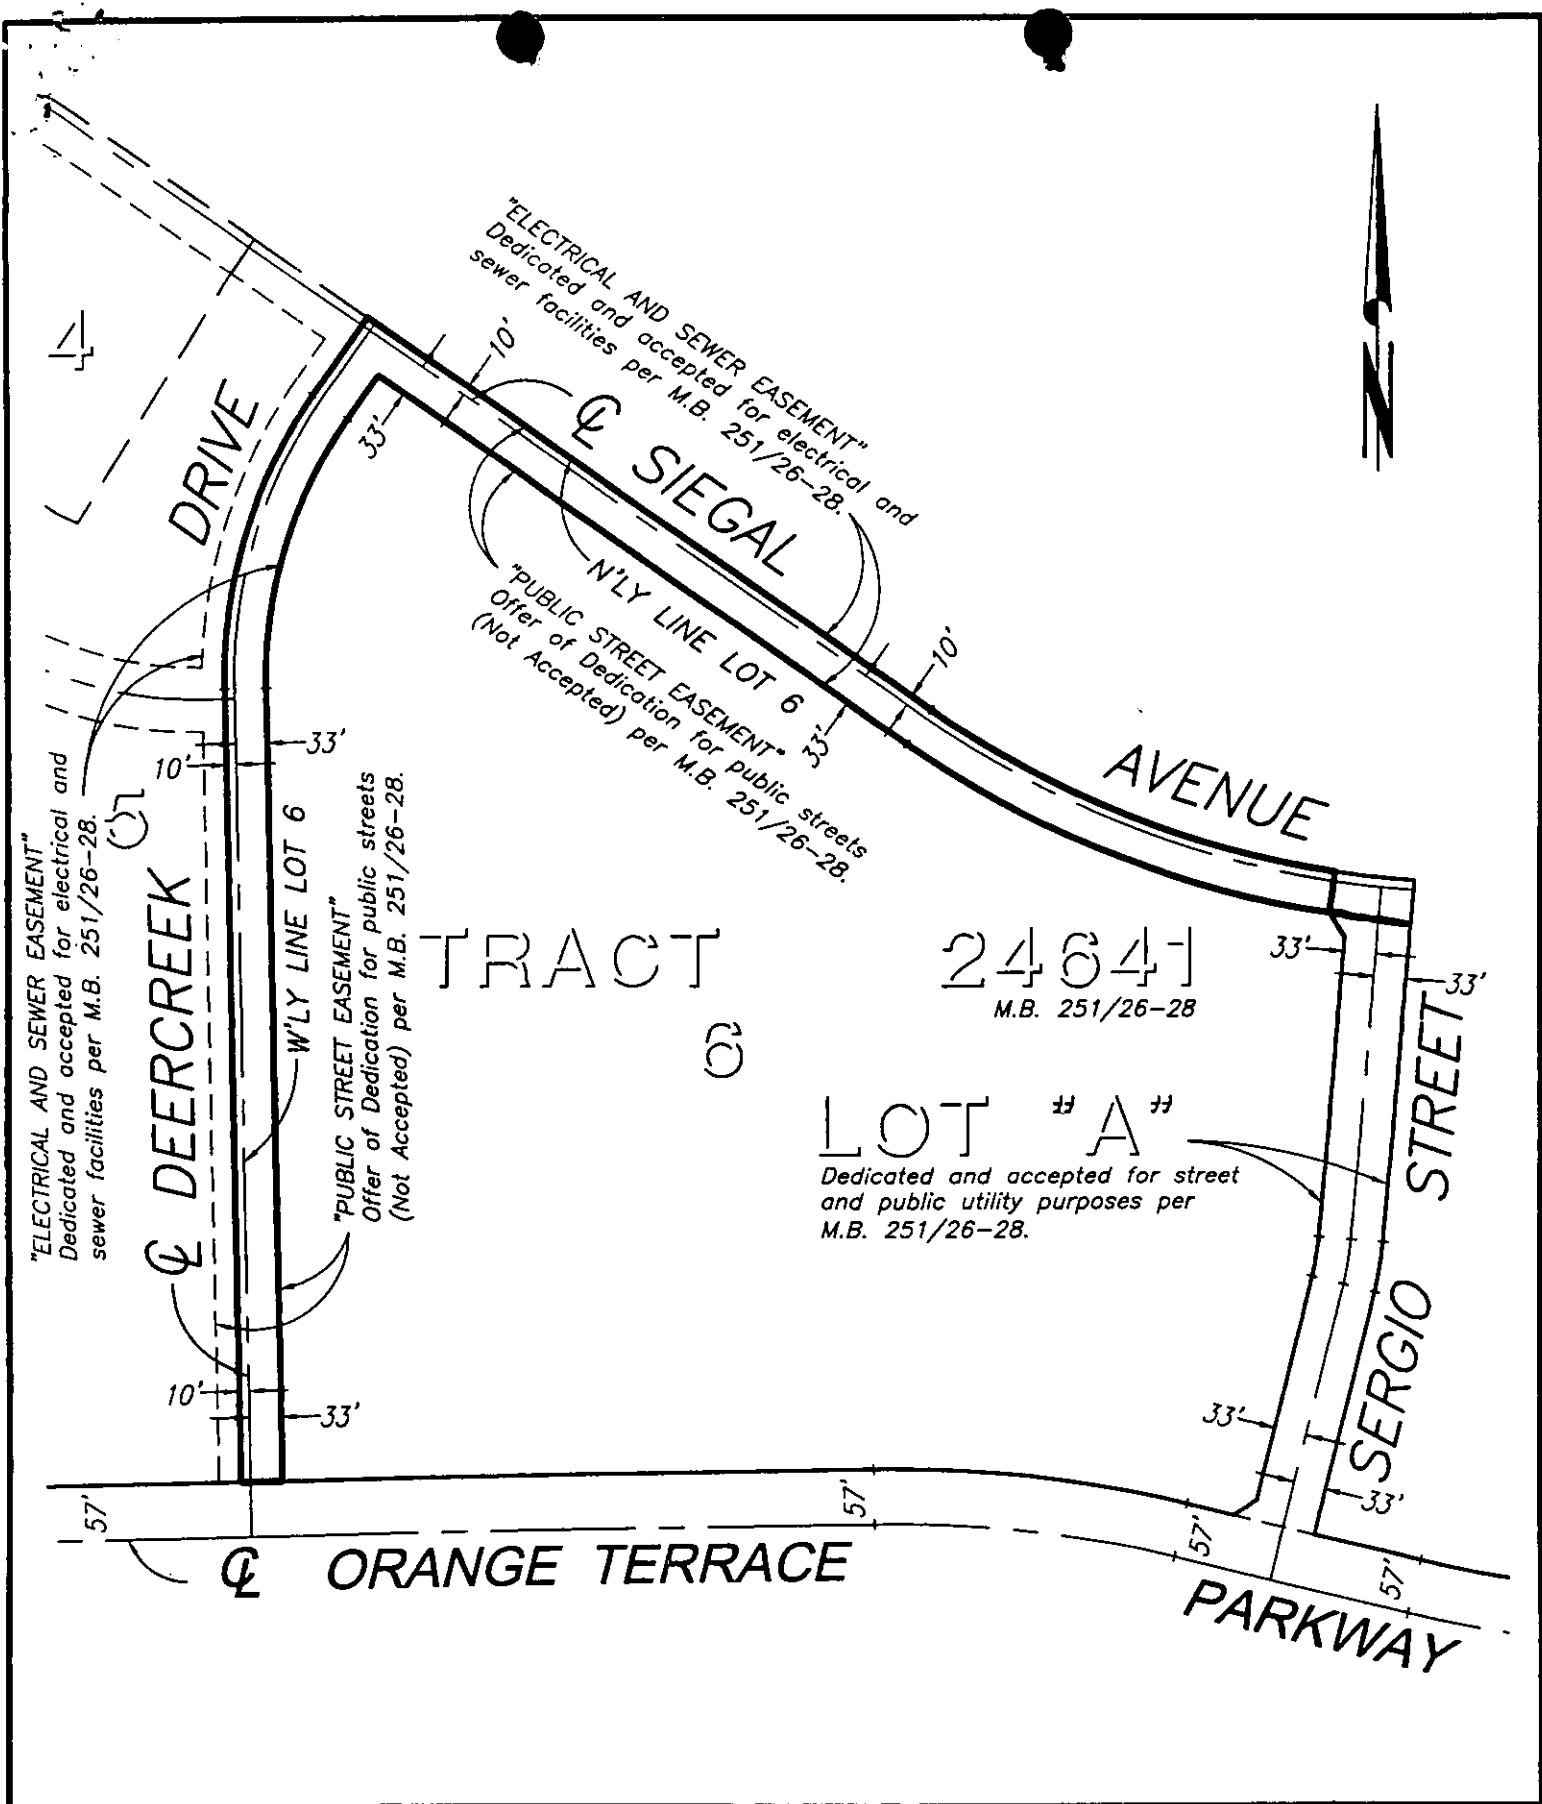 "ELECTRICAL AND SEWER EASEMENT"
Dedicated and accepted for electrical and
sewer facilities per M.B. 251/26-28.
N
4
DRIVE
10'
33'
℄ SIEGAL
N'LY LINE LOT 6
"PUBLIC STREET EASEMENT"
Offer of Dedication for public streets
(Not Accepted) per M.B. 251/26-28.
10'
33'
AVENUE
33'
10'
5
"ELECTRICAL AND SEWER EASEMENT"
Dedicated and accepted for electrical and
sewer facilities per M.B. 251/26-28.
℄ DEERCREEK
W'LY LINE LOT 6
"PUBLIC STREET EASEMENT"
Offer of Dedication for public streets
(Not Accepted) per M.B. 251/26-28.
TRACT 24641
M.B. 251/26-28
6
33'
33'
STREET
LOT "A"
Dedicated and accepted for street
and public utility purposes per
M.B. 251/26-28.
SERGIO
10'
33'
33'
33'
57'
57'
57'
57'
℄ ORANGE TERRACE
PARKWAY